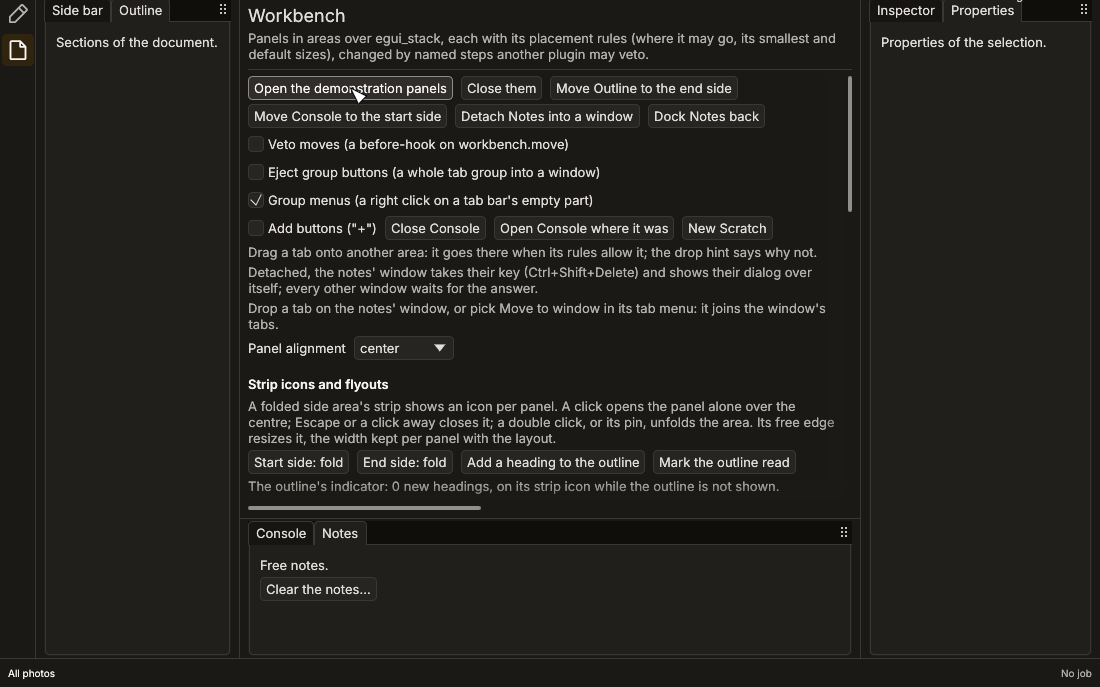 Side bar
Outline
Sections of the document.
Workbench
Panels in areas over egui_stack, each with its placement rules (where it may go, its smallest and
default sizes), changed by named steps another plugin may veto.
Open the demonstration panels
Close them
Move Outline to the end side
Move Console to the start side
Detach Notes into a window
Dock Notes back
Veto moves (a before-hook on workbench.move)
Eject group buttons (a whole tab group into a window)
Group menus (a right click on a tab bar's empty part)
Add buttons ("+")
Close Console
Open Console where it was
New Scratch
Drag a tab onto another area: it goes there when its rules allow it; the drop hint says why not.
Detached, the notes' window takes their key (Ctrl+Shift+Delete) and shows their dialog over
itself; every other window waits for the answer.
Drop a tab on the notes' window, or pick Move to window in its tab menu: it joins the window's
tabs.
Panel alignment
center
Strip icons and flyouts
A folded side area's strip shows an icon per panel. A click opens the panel alone over the
centre; Escape or a click away closes it; a double click, or its pin, unfolds the area. Its free edge
resizes it, the width kept per panel with the layout.
Start side: fold
End side: fold
Add a heading to the outline
Mark the outline read
The outline's indicator: 0 new headings, on its strip icon while the outline is not shown.
Console
Notes
Free notes.
Clear the notes...
Inspector
Properties
Properties of the selection.
All photos
No job